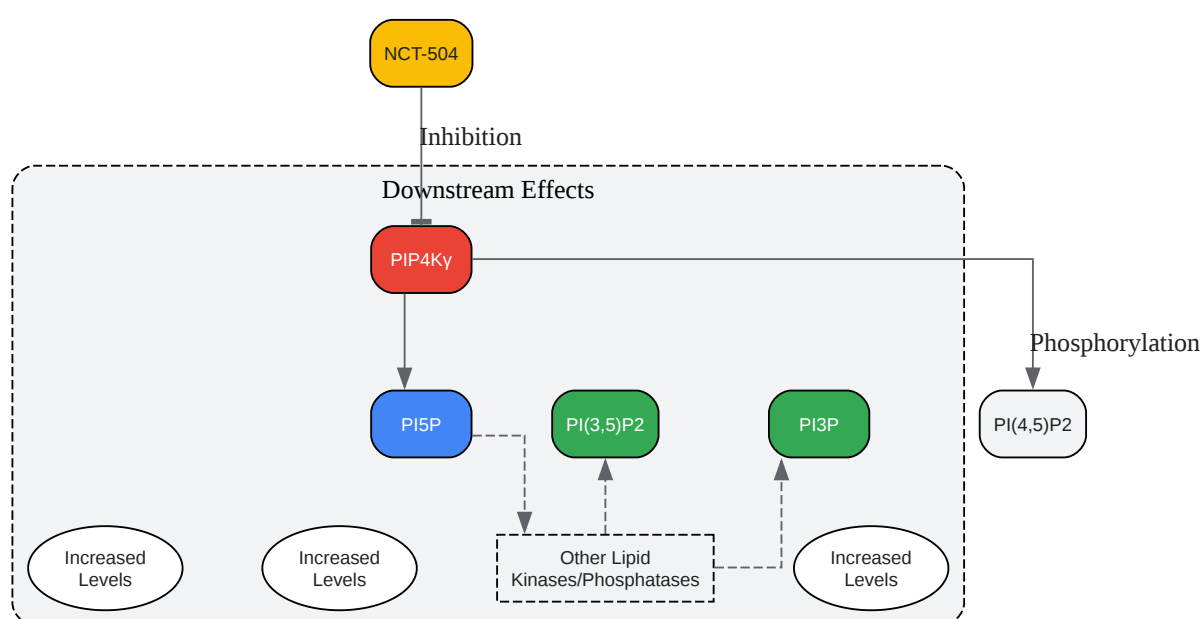 NCT-504
Inhibition
Downstream Effects
PIP4Kγ
Phosphorylation
PI5P
PI(3,5)P2
PI3P
PI(4,5)P2
Increased
Levels
Increased
Levels
Other Lipid
Kinases/Phosphatases
Increased
Levels